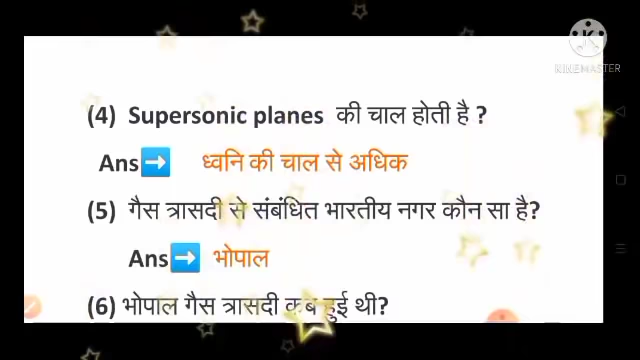 KINEMASTER
(4) Supersonic planes की चाल होती है ?
Ans➡ ध्वनि की चाल से अधिक
(5) गैस त्रासदी से संबंधित भारतीय नगर कौन सा है?
Ans➡ भोपाल
(6) भोपाल गैस त्रासदी कब हुई थी?